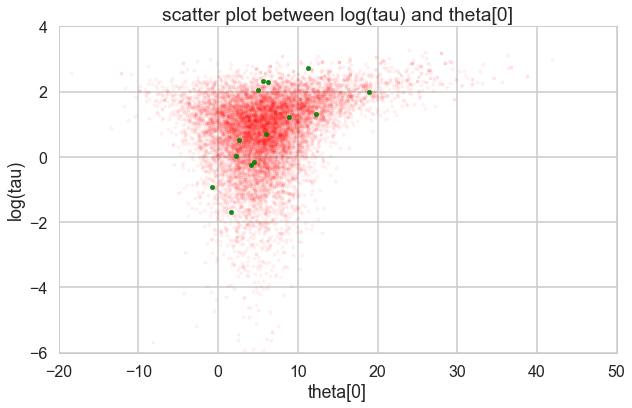 scatter plot between log(tau) and theta[0]
4
2
0
−2
−4
−6
log(tau)
−20 −10 0 10 20 30 40 50
theta[0]